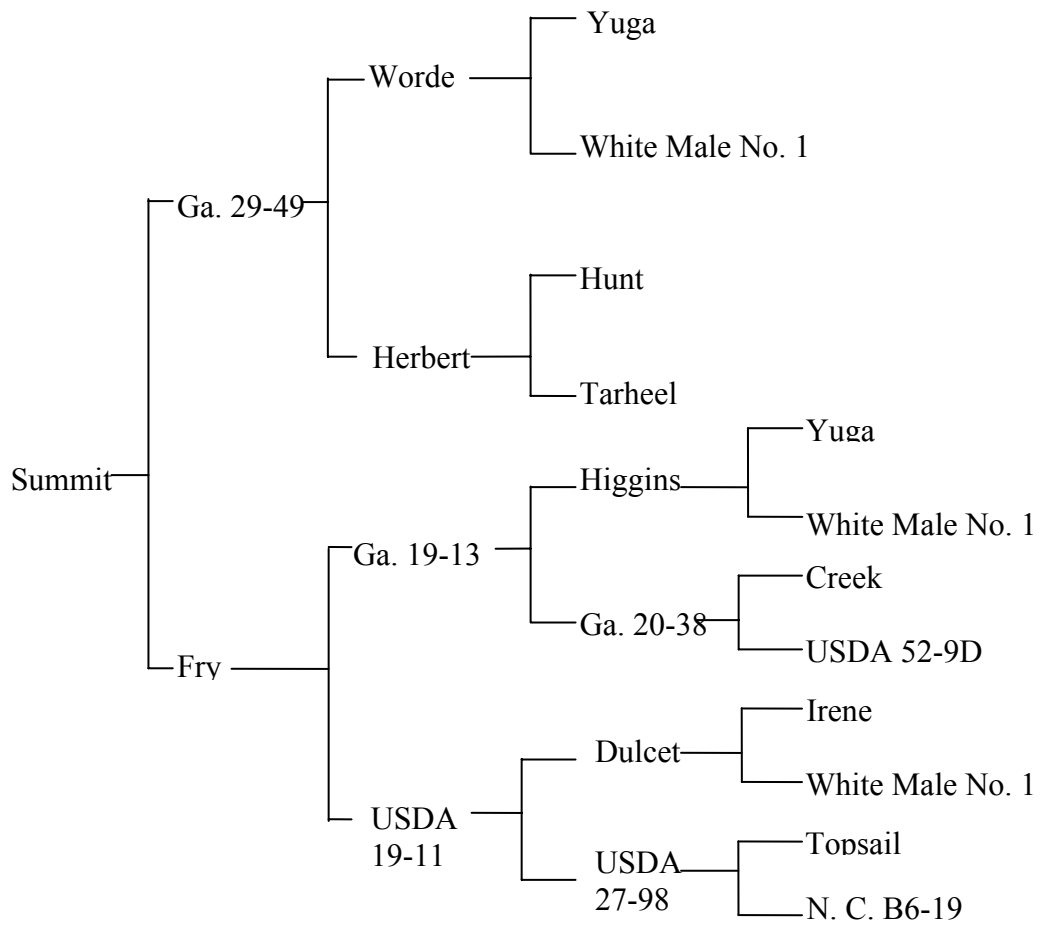 Yuga
Worde
White Male No. 1
Ga. 29-49
Hunt
Herbert
Tarheel
Yuga
Summit
Higgins
White Male No. 1
Ga. 19-13
Creek
Ga. 20-38
USDA 52-9D
Fry
Irene
Dulcet
White Male No. 1
USDA
19-11
Topsail
USDA
27-98
N. C. B6-19